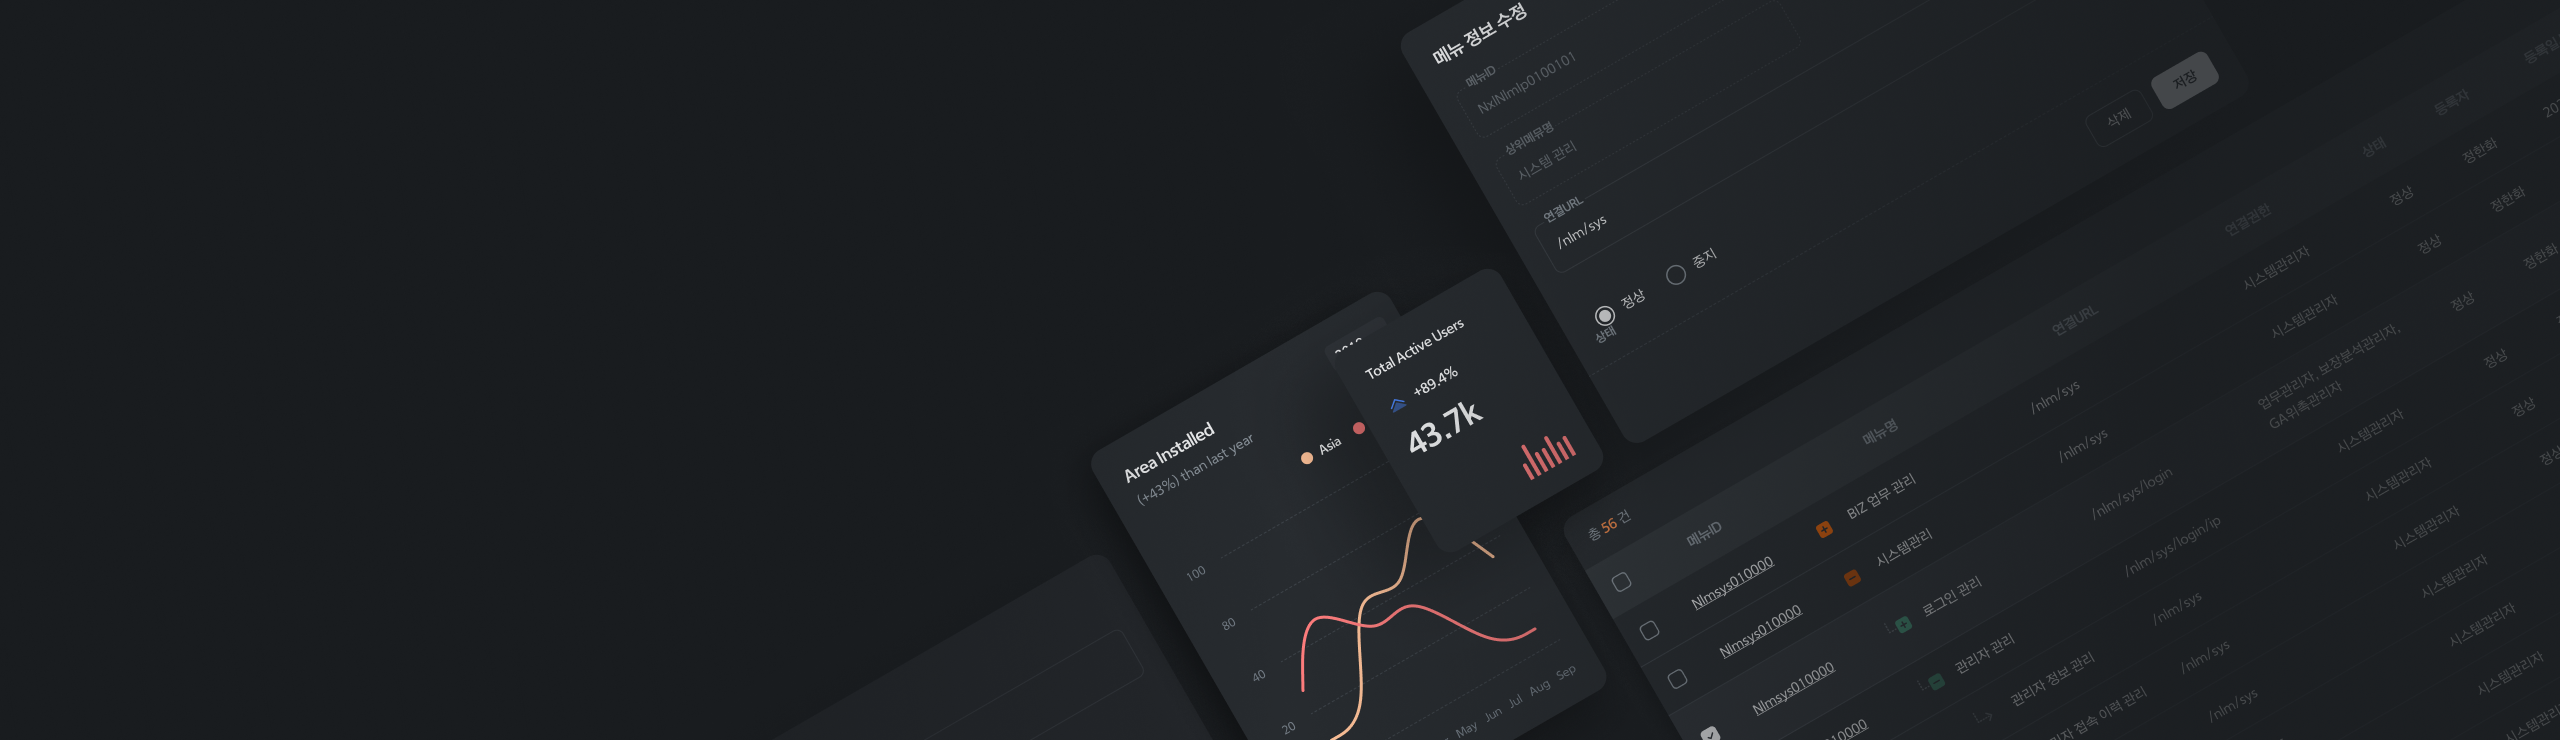 메뉴 정보 수정
메뉴ID
NxlNlmlp0100101
상위메뮤명
시스템 관리
연결URL
/nlm/sys
정상
중지
상태
삭제
저장
Area Installed
(+43%) than last year
Asia
100
80
40
20
May
Jun
Jul
Aug
Sep
Total Active Users
+89.4%
43.7k
총 56 건
메뉴ID
메뉴명
연결URL
연결권한
상태
등록자
등록일
Nlmsys010000
BIZ 업무 관리
/nlm/sys
시스템관리자
정상
정한화
Nlmsys010000
시스템관리
/nlm/sys
시스템관리자
정상
정한화
Nlmsys010000
로그인 관리
/nlm/sys/login
업무관리자, 보장분석관리자,
GA위촉관리자
정상
정한화
관리자 관리
/nlm/sys/login/ip
시스템관리자
정상
관리자 정보 관리
/nlm/sys
시스템관리자
정상
접속 이력 관리
/nlm/sys
시스템관리자
정상
/nlm/sys
시스템관리자
시스템관리자
시스템관리자